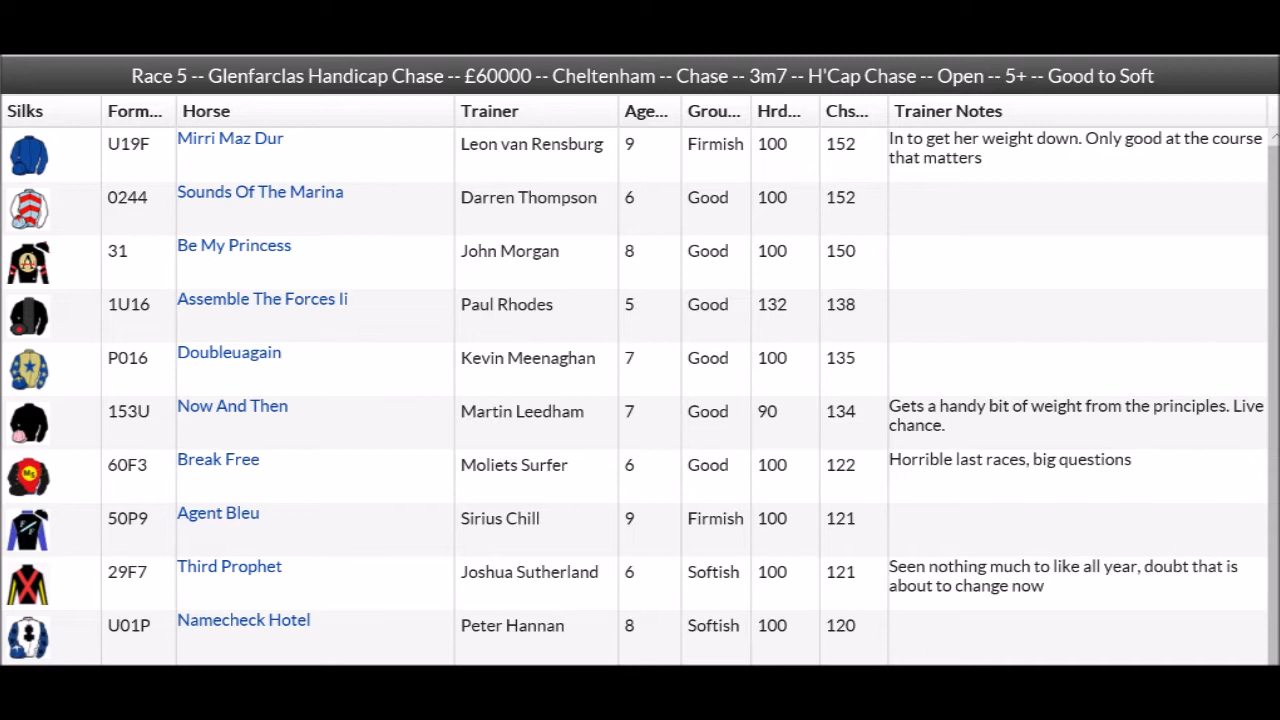 Race 5 -- Glenfarclas Handicap Chase -- £60000 -- Cheltenham -- Chase -- 3m7 -- H'Cap Chase -- Open -- 5+ -- Good to Soft
Silks Form... Horse Trainer Age... Grou... Hrd... Chs... Trainer Notes
U19F Mirri Maz Dur Leon van Rensburg 9 Firmish 100 152 In to get her weight down. Only good at the course
that matters
0244 Sounds Of The Marina Darren Thompson 6 Good 100 152
A 31 Be My Princess John Morgan 8 Good 100 150
1U16 Assemble The Forces Ii Paul Rhodes 5 Good 132 138
P016 Doubleuagain Kevin Meenaghan 7 Good 100 135
153U Now And Then Martin Leedham 7 Good 90 134 Gets a handy bit of weight from the principles. Live
chance.
MS 60F3 Break Free Moliets Surfer 6 Good 100 122 Horrible last races, big questions
50P9 Agent Bleu Sirius Chill 9 Firmish 100 121
29F7 Third Prophet Joshua Sutherland 6 Softish 100 121 Seen nothing much to like all year, doubt that is
about to change now
U01P Namecheck Hotel Peter Hannan 8 Softish 100 120